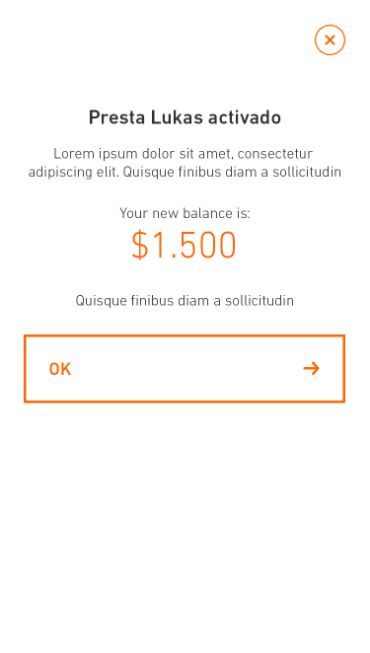 Presta Lukas activado
Lorem ipsum dolor sit amet, consectetur
adipiscing elit. Quisque finibus diam a sollicitudin
Your new balance is:
$1.500
Quisque finibus diam a sollicitudin
OK